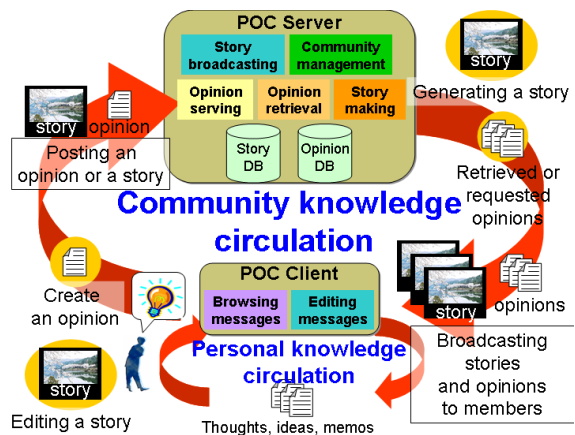 POC Server
Story
broadcasting
Community
management
Opinion
serving
Opinion
retrieval
Story
making
Story
DB
Opinion
DB
story
Generating a story
story opinion
Posting an
opinion or a story
Retrieved or
requested
opinions
Community knowledge
circulation
POC Client
Browsing
messages
Editing
messages
Create
an opinion
story
opinions
Broadcasting
stories
and opinions
to members
Personal knowledge
circulation
story
Editing a story
Thoughts, ideas, memos